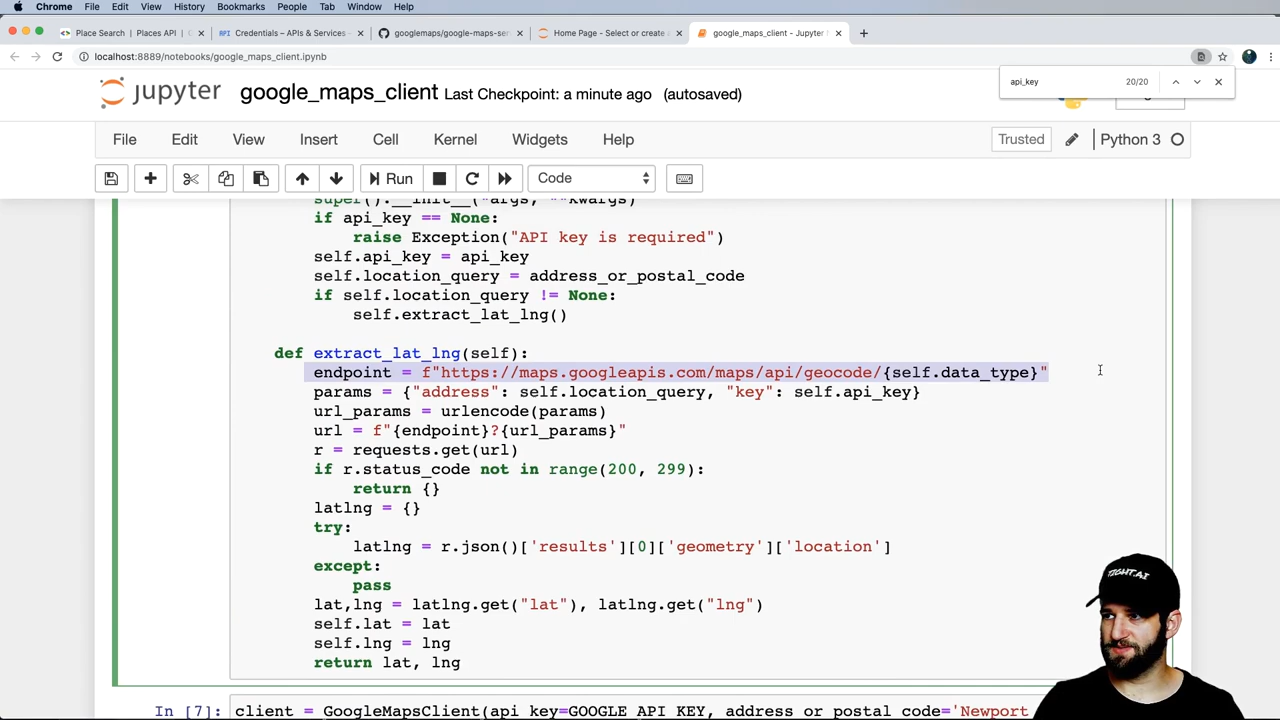 Chrome File Edit View History Bookmarks People Tab Window Help
Place Search | Places API | Credentials – APIs & Services googlemaps/google-maps-ser Home Page - Select or create google_maps_client - Jupyter
localhost:8889/notebooks/google_maps_client.ipynb
api_key 20/20
jupyter google_maps_client Last Checkpoint: a minute ago (autosaved)
File Edit View Insert Cell Kernel Widgets Help Trusted Python 3
Run Code
super().__init__(*args, **kwargs)
if api_key == None:
raise Exception("API key is required")
self.api_key = api_key
self.location_query = address_or_postal_code
if self.location_query != None:
self.extract_lat_lng()
def extract_lat_lng(self):
endpoint = f"https://maps.googleapis.com/maps/api/geocode/{self.data_type}"
params = {"address": self.location_query, "key": self.api_key}
url_params = urlencode(params)
url = f"{endpoint}?{url_params}"
r = requests.get(url)
if r.status_code not in range(200, 299):
return {}
latlng = {}
try:
latlng = r.json()['results'][0]['geometry']['location']
except:
pass
lat,lng = latlng.get("lat"), latlng.get("lng")
self.lat = lat
self.lng = lng
return lat, lng
TIGHT.AI
In [7]: client = GoogleMapsClient(api_key=GOOGLE_API_KEY, address_or_postal_code='Newport